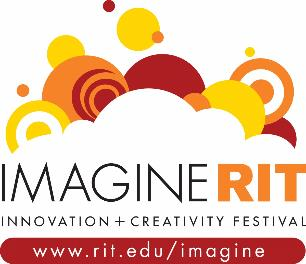 IMAGINE RIT
INNOVATION + CREATIVITY FESTIVAL
www.rit.edu/imagine